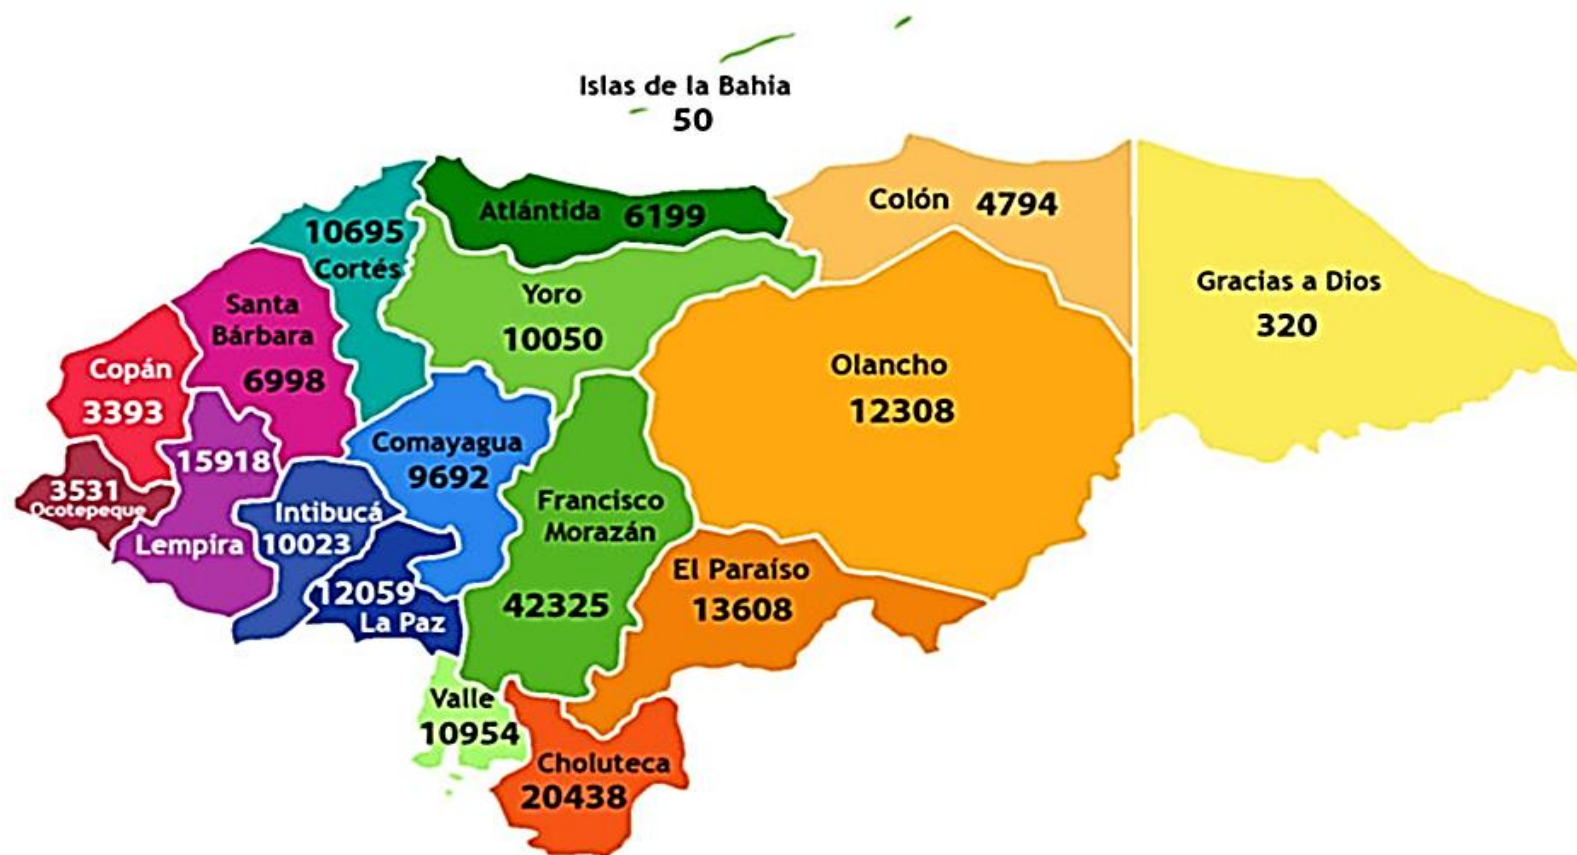 Islas de la Bahia
50
Atlántida 6199
Colón 4794
10695
Cortés
Gracias a Dios
320
Yoro
10050
Santa
Bárbara
6998
Copán
3393
Olancho
12308
Comayagua
9692
15918
Lempira
3531
Ocotepeque
Intibucá
10023
Francisco
Morazán
42325
El Paraíso
13608
12059
La Paz
Valle
10954
Choluteca
20438